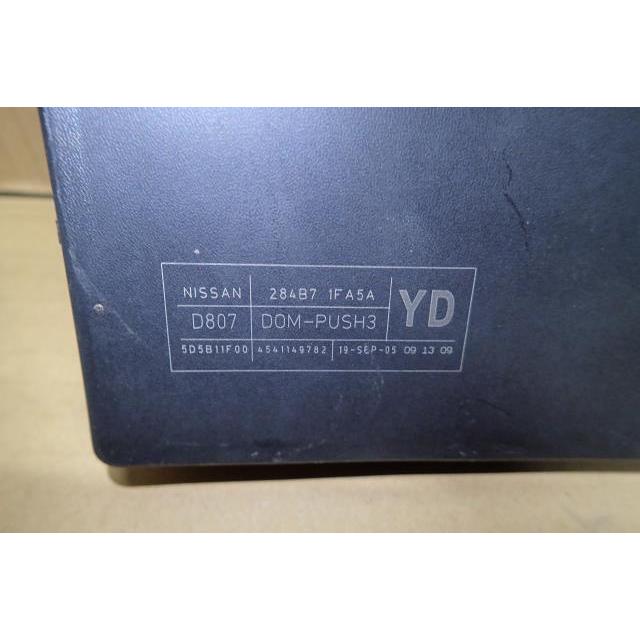 NISSAN 284B7 1FA5A YD
D807 DOM-PUSH3
5D5B11F00 4541149782 19-SEP-05 09 13 09